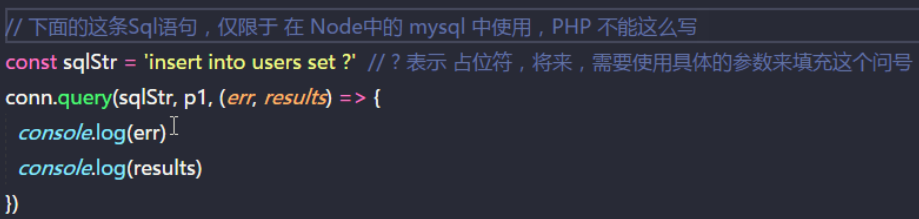 // 下面的这条Sql语句，仅限于 在 Node中的 mysql 中使用，PHP 不能这么写
const sqlStr = 'insert into users set ?'  // ? 表示 占位符，将来，需要使用具体的参数来填充这个问号
conn.query(sqlStr, p1, (err, results) => {
  console.log(err)
  console.log(results)
})